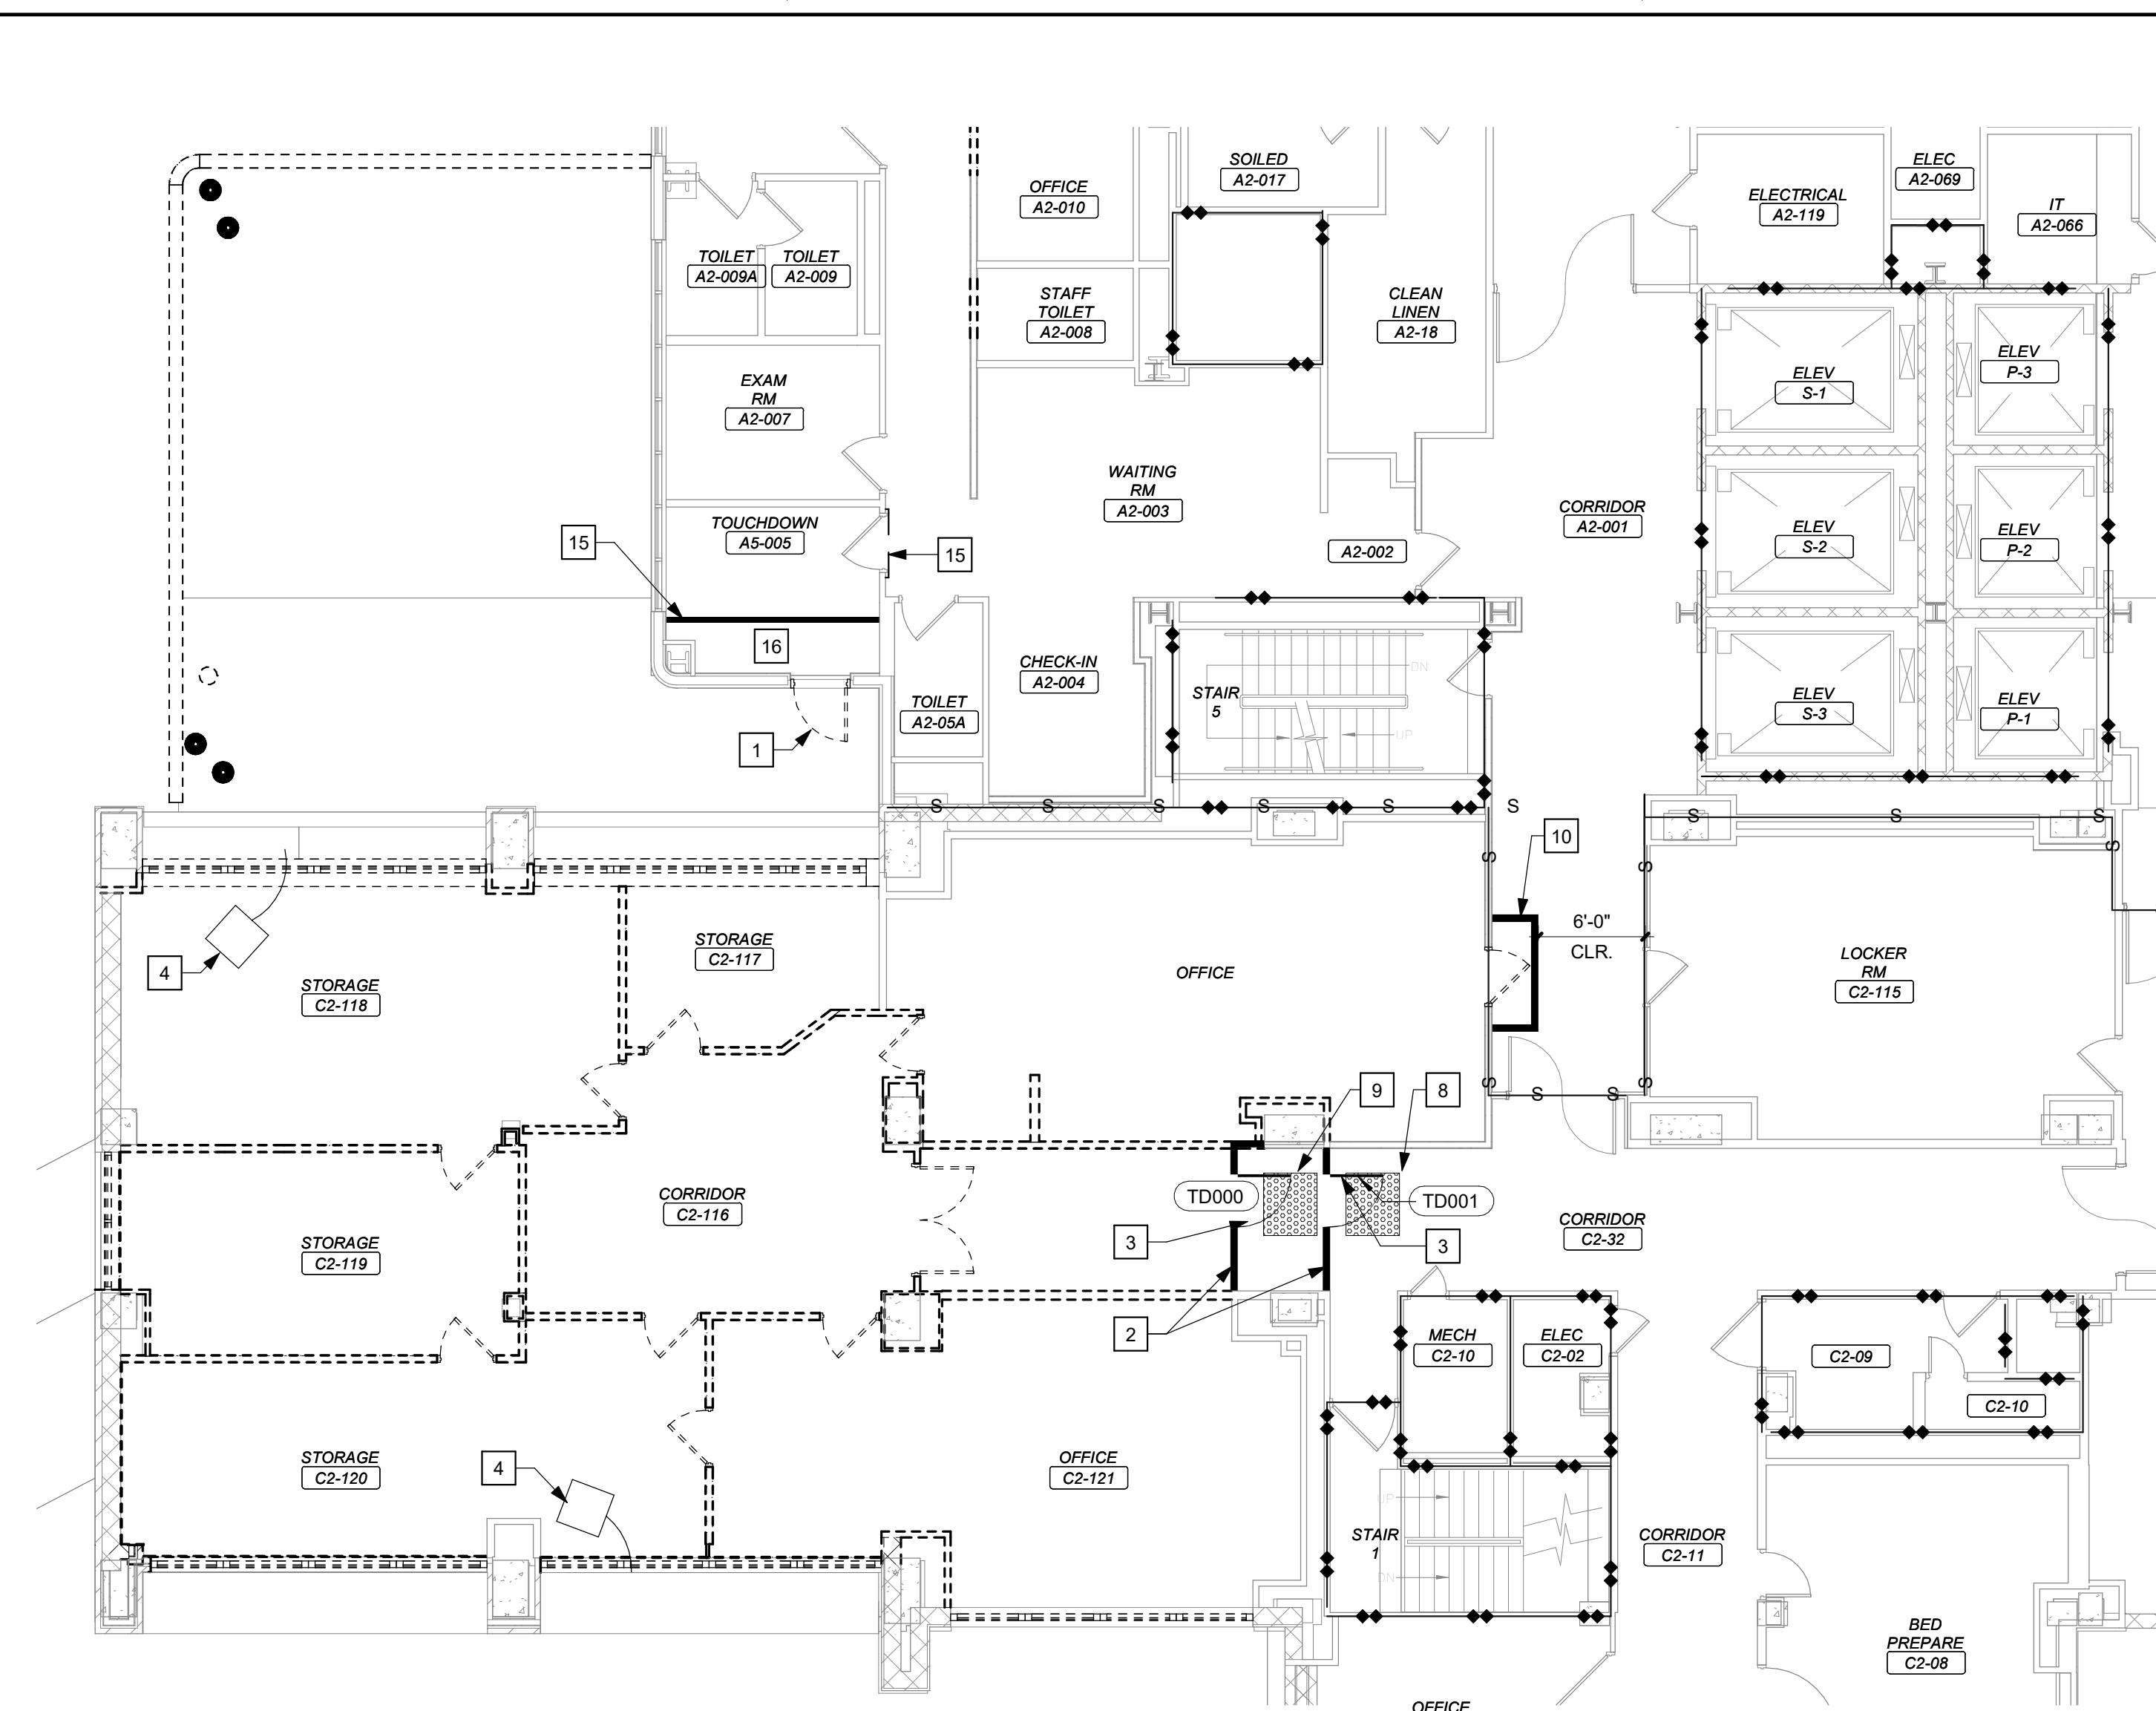 SOILED
A2-017
ELEC
A2-069
OFFICE
A2-010
ELECTRICAL
A2-119
IT
A2-066
TOILET
A2-009A
TOILET
A2-009
STAFF
TOILET
A2-008
CLEAN
LINEN
A2-18
EXAM
RM
A2-007
ELEV
S-1
ELEV
P-3
WAITING
RM
A2-003
CORRIDOR
A2-001
TOUCHDOWN
A5-005
15
15
A2-002
ELEV
S-2
ELEV
P-2
16
CHECK-IN
A2-004
DN
STAIR
5
UP
TOILET
A2-05A
ELEV
S-3
ELEV
P-1
1
S S S S S S
S S S
S S S
10
6'-0"
CLR.
4
STORAGE
C2-117
STORAGE
C2-118
OFFICE
LOCKER
RM
C2-115
9
8
S S S S
TD000
TD001
CORRIDOR
C2-116
3
3
CORRIDOR
C2-32
STORAGE
C2-119
2
MECH
C2-10
ELEC
C2-02
C2-09
C2-10
STORAGE
C2-120
4
OFFICE
C2-121
UP
STAIR
1
DN
CORRIDOR
C2-11
BED
PREPARE
C2-08
OFFICE